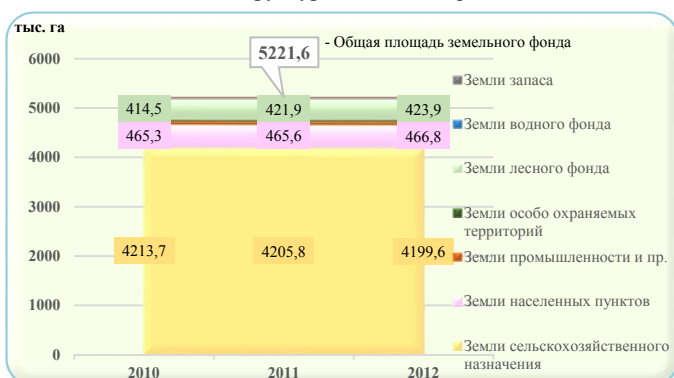 тыс. га
5221,6
- Общая площадь земельного фонда
6000
5000
4000
3000
2000
1000
0
414,5
421,9
423,9
465,3
465,6
466,8
4213,7
4205,8
4199,6
2010
2011
2012
Земли запаса
Земли водного фонда
Земли лесного фонда
Земли особо охраняемых
территорий
Земли промышленности и пр.
Земли населенных пунктов
Земли сельскохозяйственного
назначения